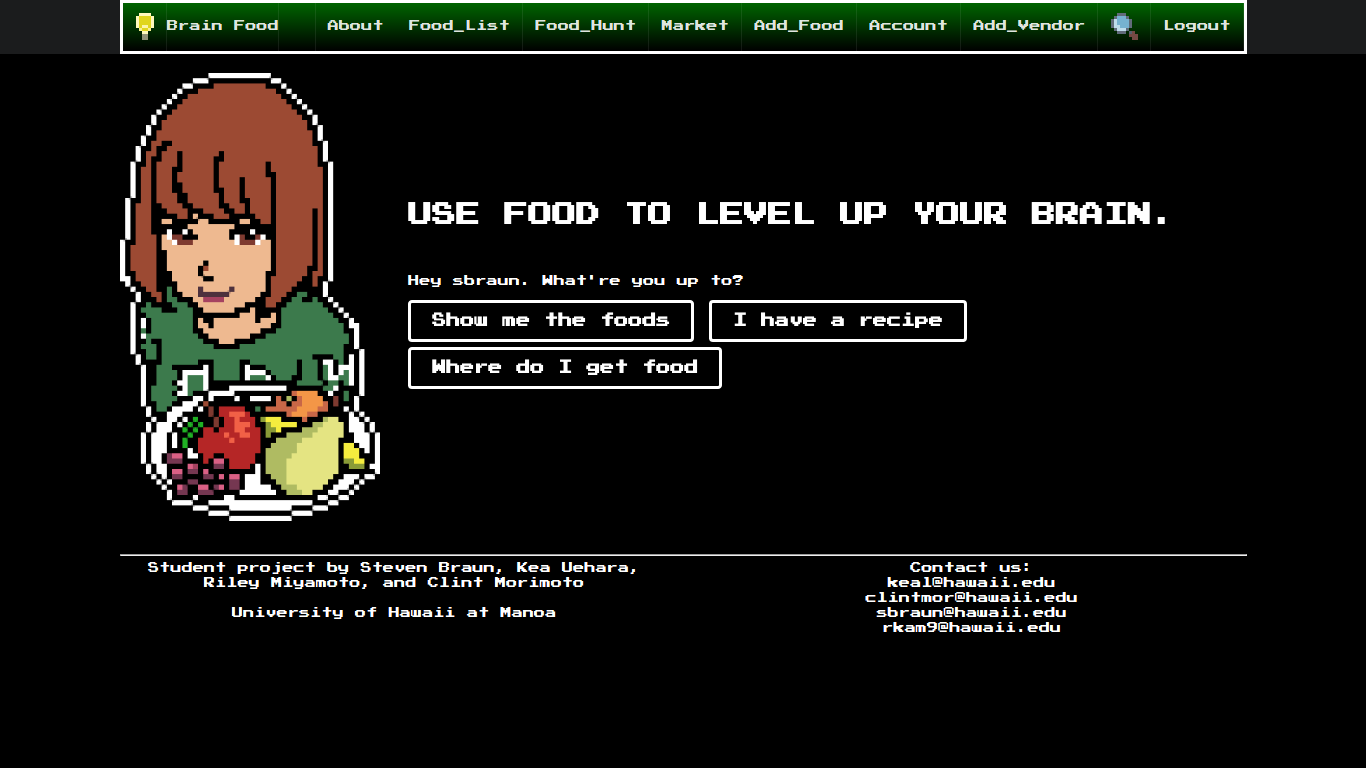 Brain Food About Food_List Food_Hunt Market Add_Food Account Add_Vendor Logout
USE FOOD TO LEVEL UP YOUR BRAIN.
Hey sbraun. What're you up to?
Show me the foods
I have a recipe
Where do I get food
Student project by Steven Braun, Kea Uehara,
Riley Miyamoto, and Clint Morimoto
University of Hawaii at Manoa
Contact us:
keal@hawaii.edu
clintmor@hawaii.edu
sbraun@hawaii.edu
rkam9@hawaii.edu